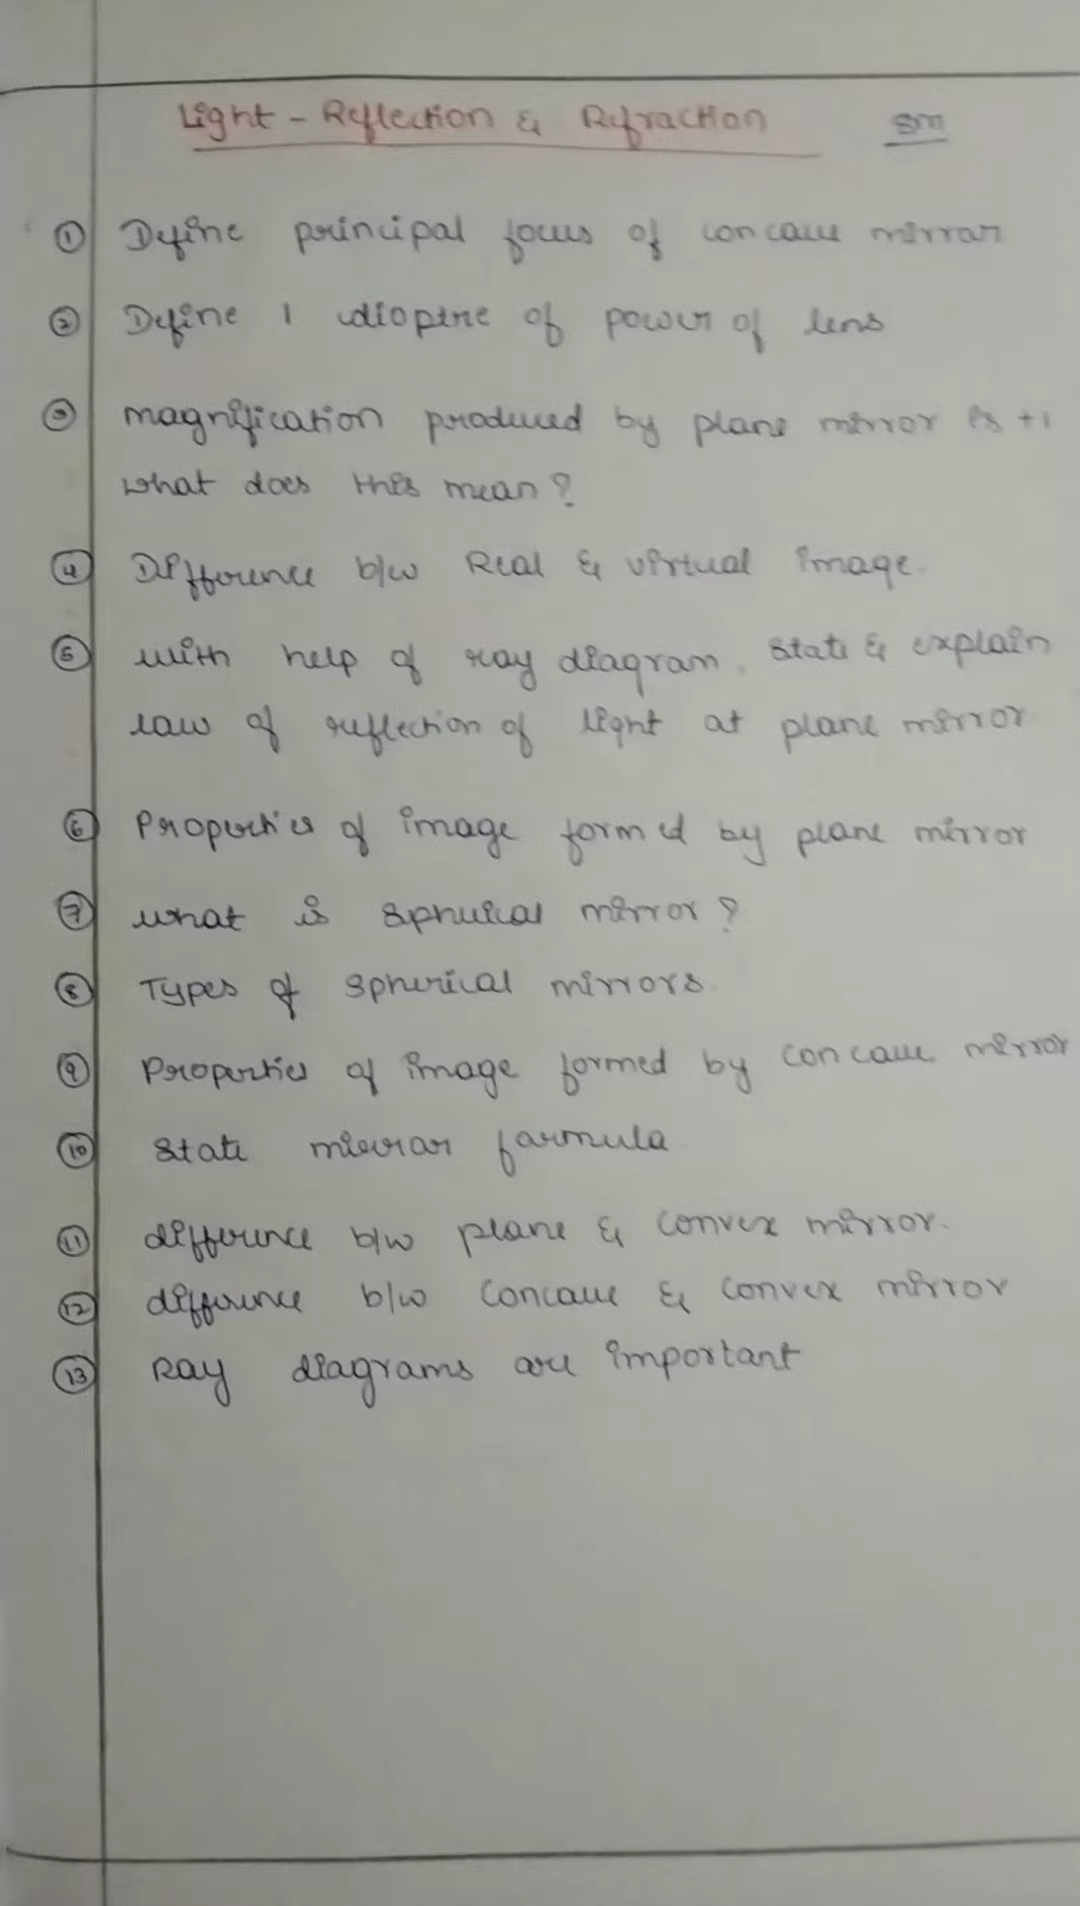 Light - Reflection & Refraction 8m
① Define principal focus of concave mirror
② Define 1 dioptre of power of lens
③ magnification produced by plane mirror is +1
what does this mean?
④ Difference b/w Real & virtual image.
⑤ with help of ray diagram, state & explain
law of reflection of light at plane mirror
⑥ Properties of image formed by plane mirror
⑦ what is spherical mirror?
⑧ Types of spherical mirrors.
⑨ Properties of image formed by concave mirror
⑩ State mirror formula
⑪ difference b/w plane & convex mirror.
⑫ difference b/w concave & convex mirror
⑬ Ray diagrams are important